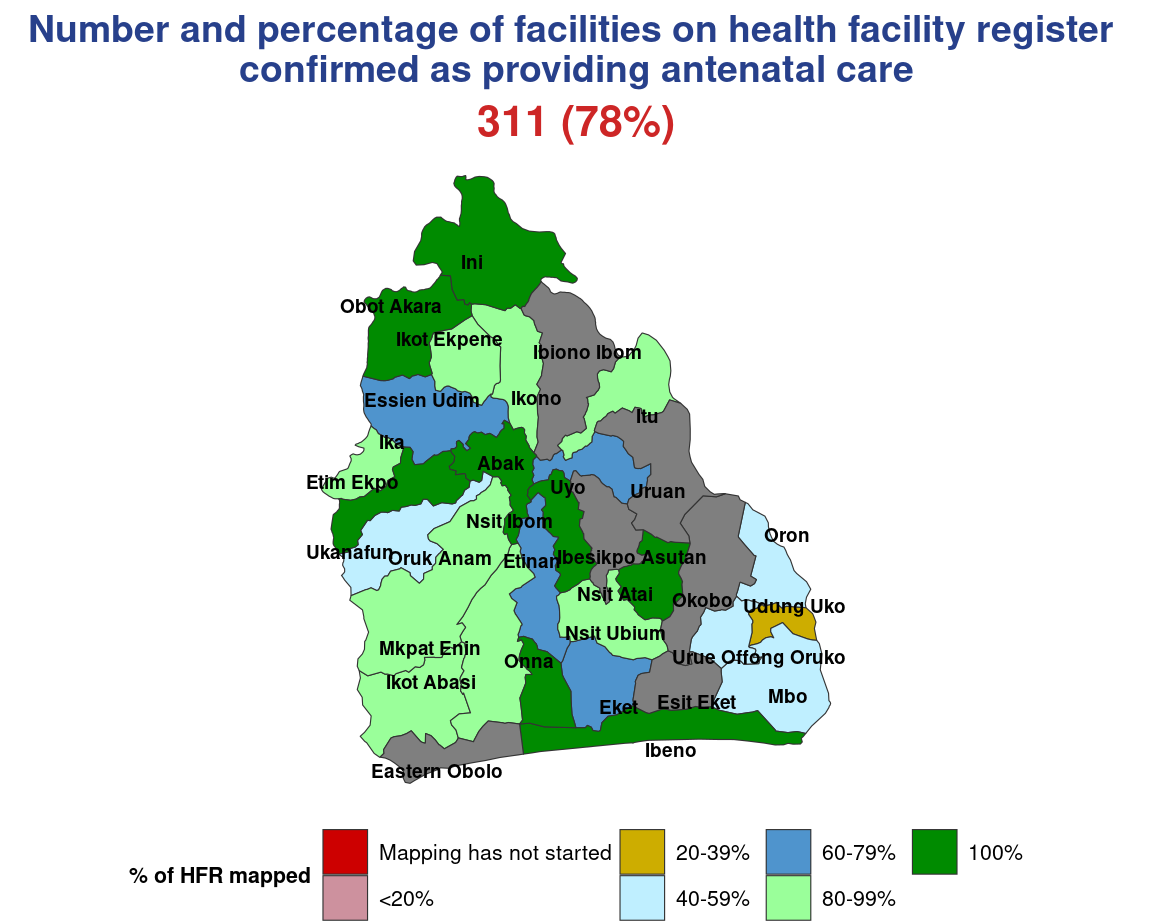 Number and percentage of facilities on health facility register
confirmed as providing antenatal care
311 (78%)
Ini
Obot Akara
Ikot Ekpene
Ibiono Ibom
Essien Udim
Ikono
Itu
Ika
Abak
Etim Ekpo
Uyo
Uruan
Nsit Ibom
Oron
Ukanafun
Oruk Anam
Etinan
Ibesikpo Asutan
Nsit Atai
Okobo
Udung Uko
Nsit Ubium
Mkpat Enin
Onna
Urue Offong Oruko
Ikot Abasi
Mbo
Esit Eket
Eket
Ibeno
Eastern Obolo
% of HFR mapped
Mapping has not started
<20%
20-39%
40-59%
60-79%
80-99%
100%